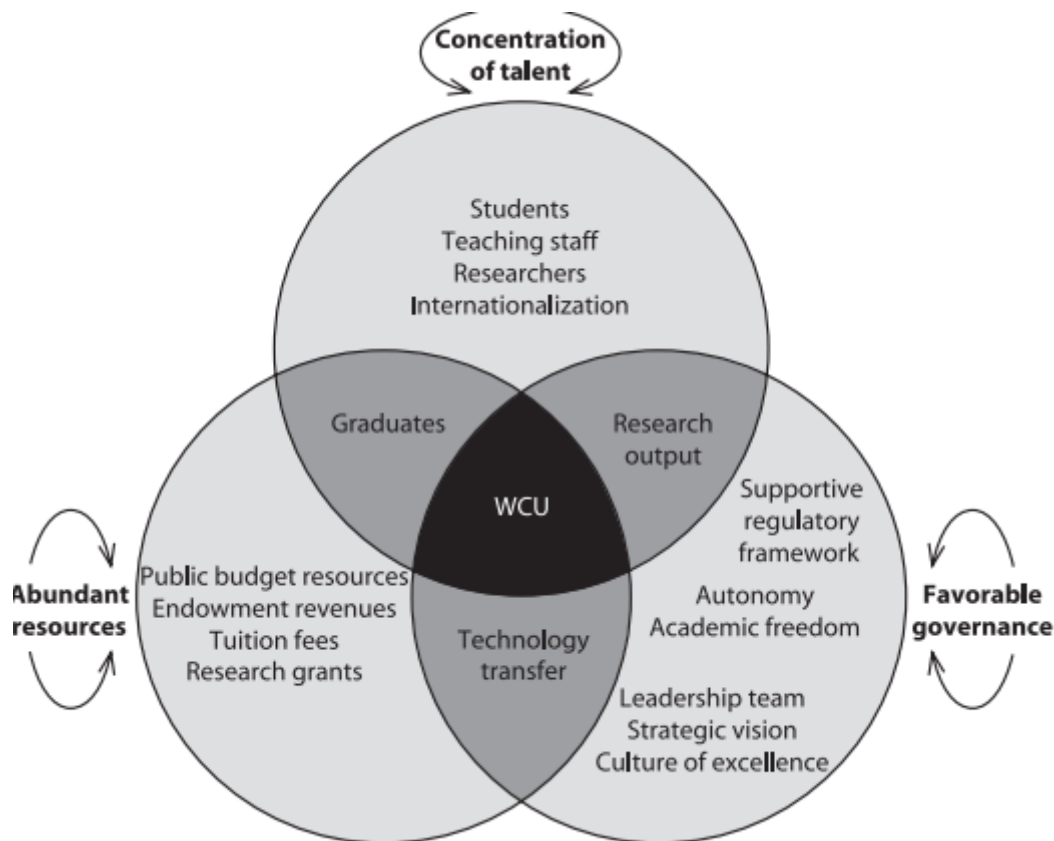 Concentration
of talent
Students
Teaching staff
Researchers
Internationalization
Graduates
Research
output
WCU
Supportive
regulatory
framework
Abundant
resources
Public budget resources
Endowment revenues
Tuition fees
Research grants
Technology
transfer
Autonomy
Academic freedom
Favorable
governance
Leadership team
Strategic vision
Culture of excellence